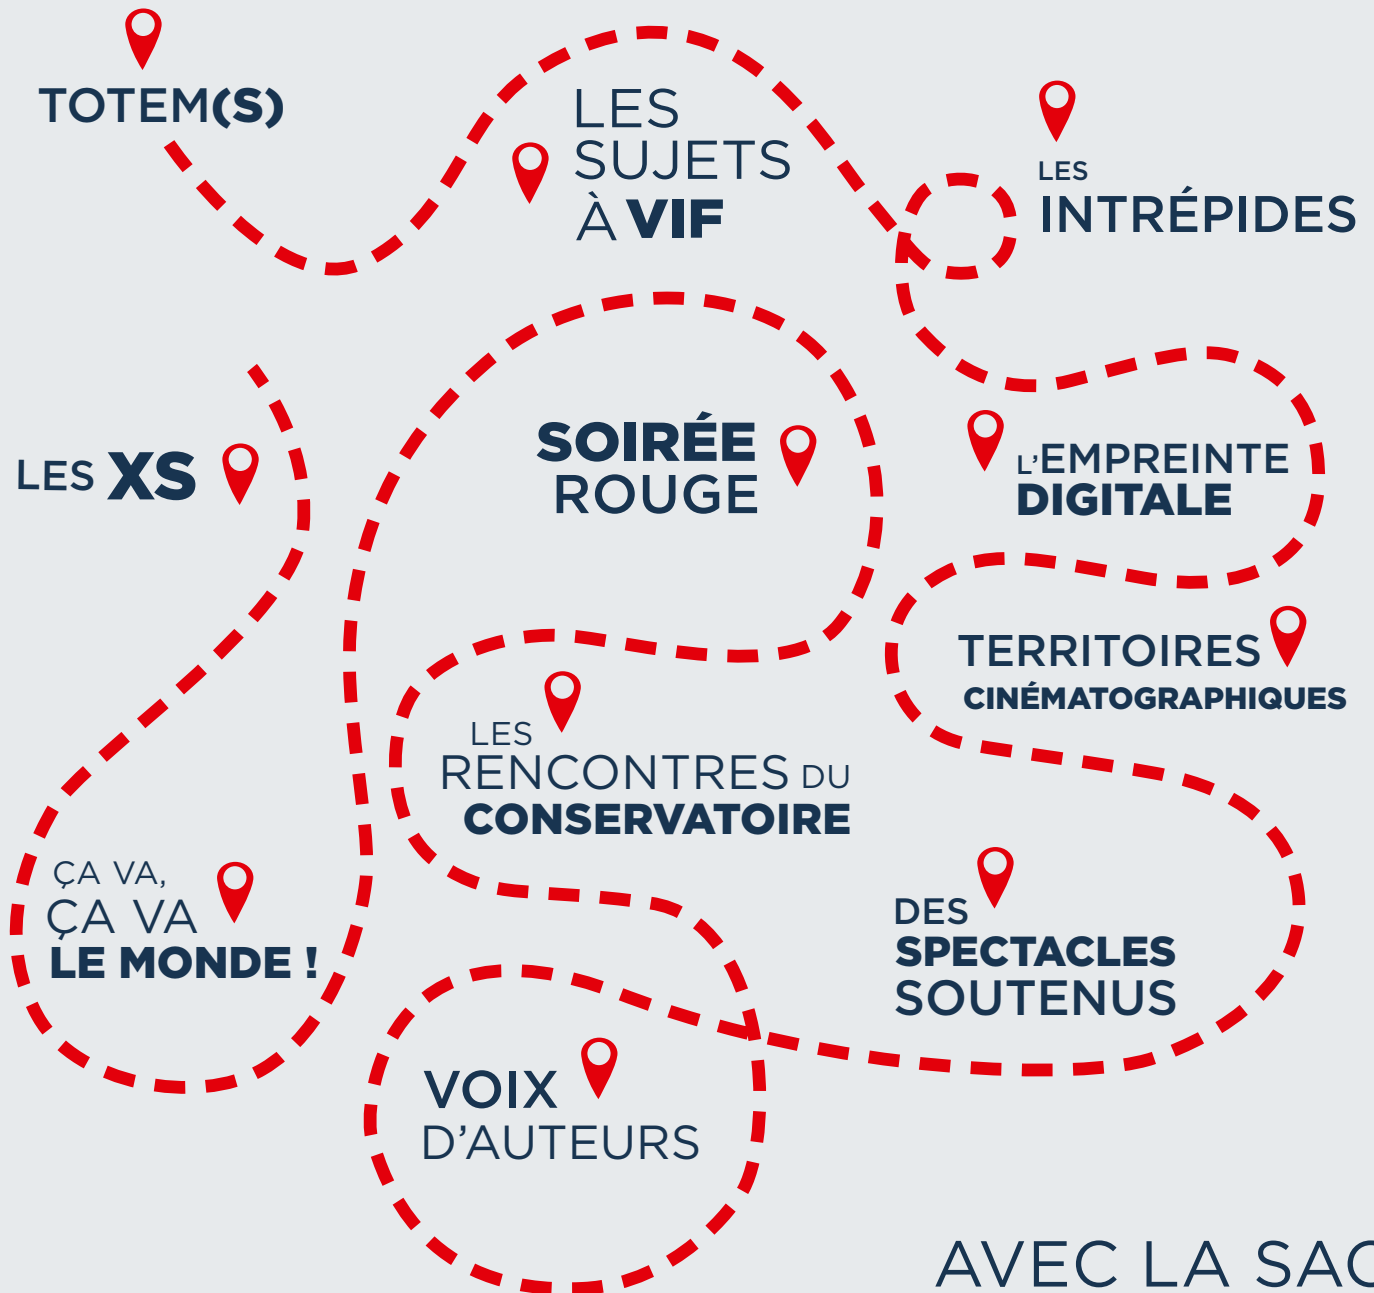 TOTEM(S)
LES
SUJETS
À VIF
LES
INTRÉPIDES
LES XS
SOIRÉE
ROUGE
L'EMPREINTE
DIGITALE
TERRITOIRES
CINÉMATOGRAPHIQUES
LES
RENCONTRES DU
CONSERVATOIRE
ÇA VA,
ÇA VA
LE MONDE !
DES
SPECTACLES
SOUTENUS
VOIX
D'AUTEURS
AVEC LA